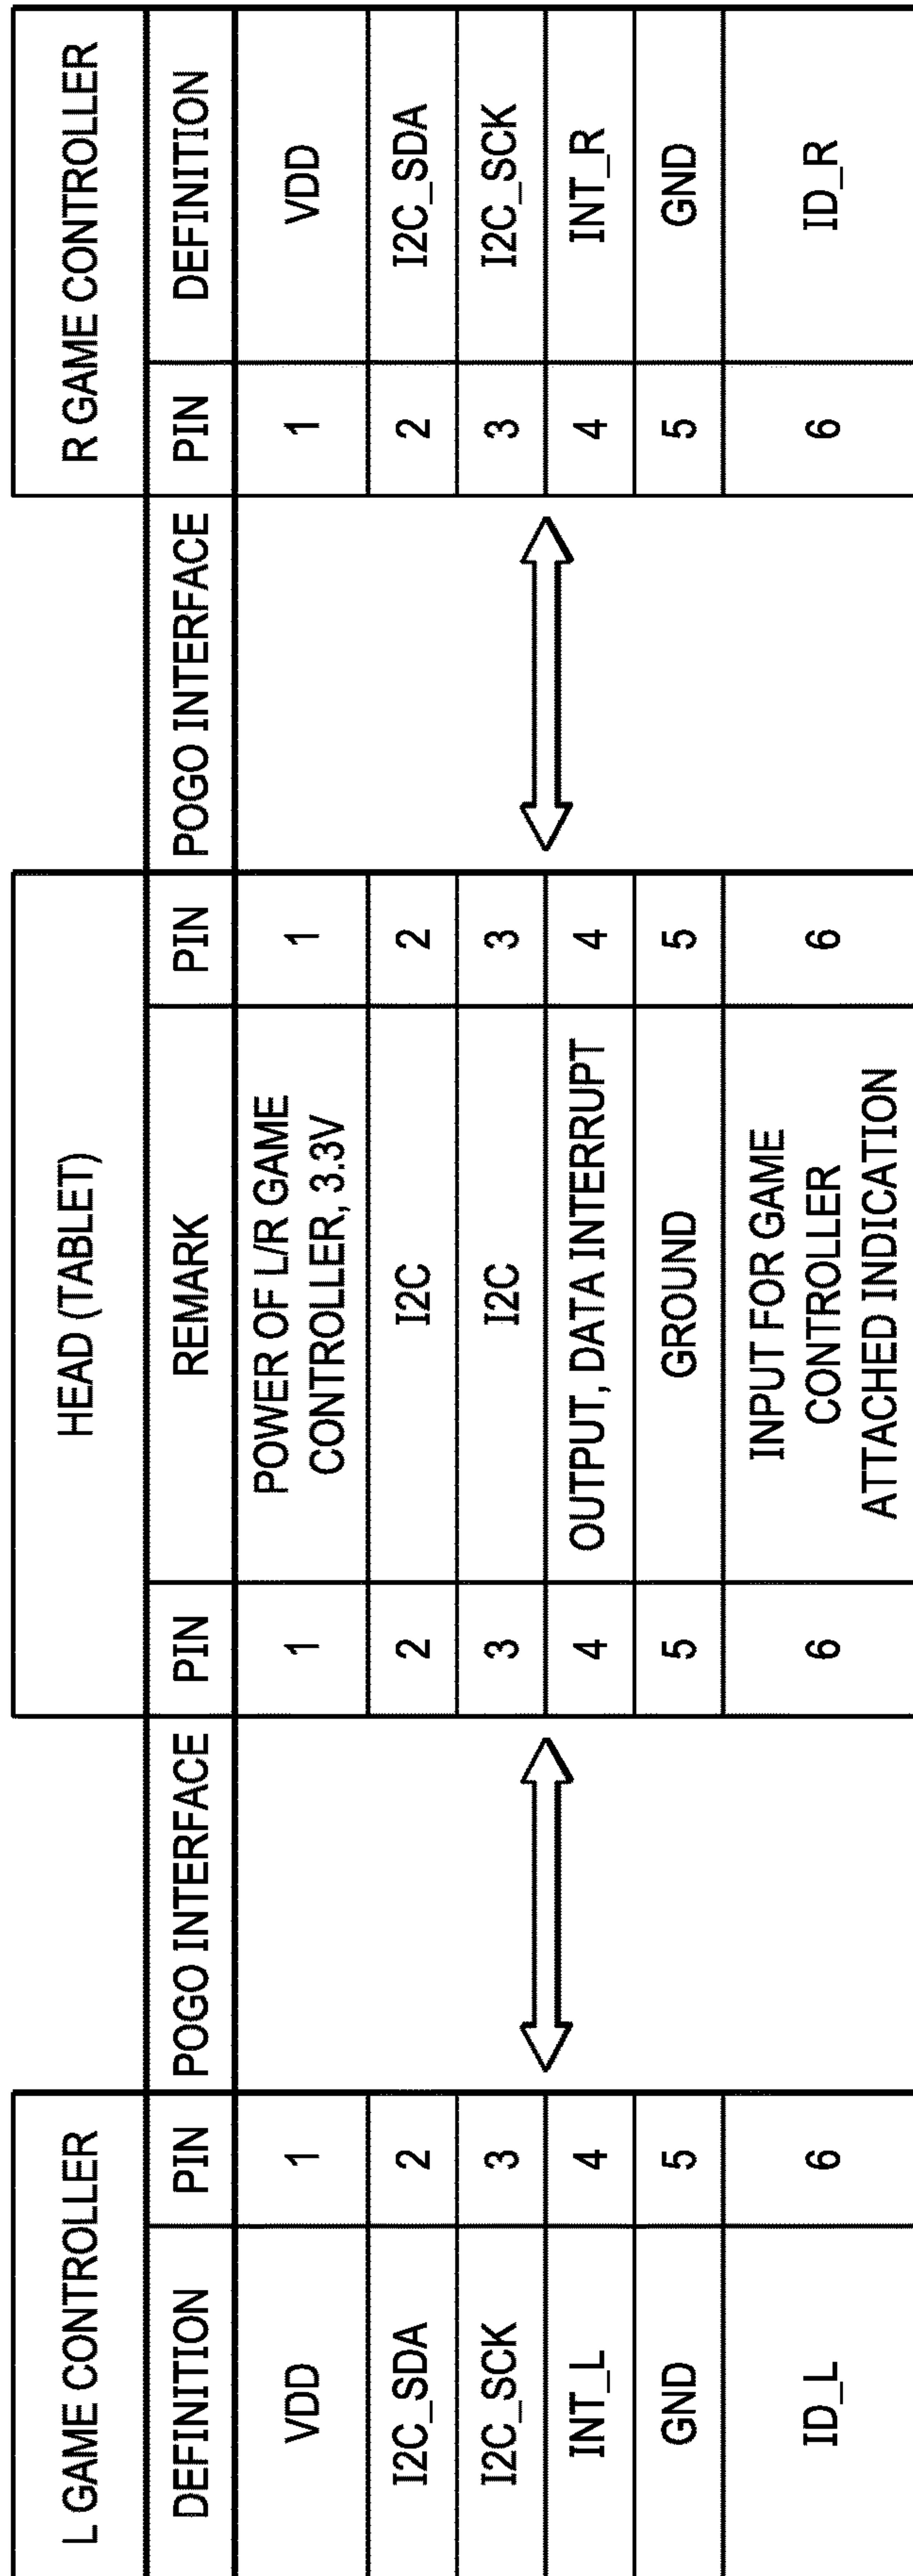 L GAME CONTROLLER HEAD (TABLET) R GAME CONTROLLER
DEFINITION PIN POGO INTERFACE PIN REMARK PIN POGO INTERFACE PIN DEFINITION
VDD 1 1 POWER OF L/R GAME 1 1 VDD
CONTROLLER, 3.3V
I2C_SDA 2 2 I2C 2 2 I2C_SDA
I2C_SCK 3 3 I2C 3 3 I2C_SCK
INT_L 4 4 OUTPUT, DATA INTERRUPT 4 4 INT_R
GND 5 5 GROUND 5 5 GND
ID_L 6 6 INPUT FOR GAME 6 6 ID_R
CONTROLLER
ATTACHED INDICATION